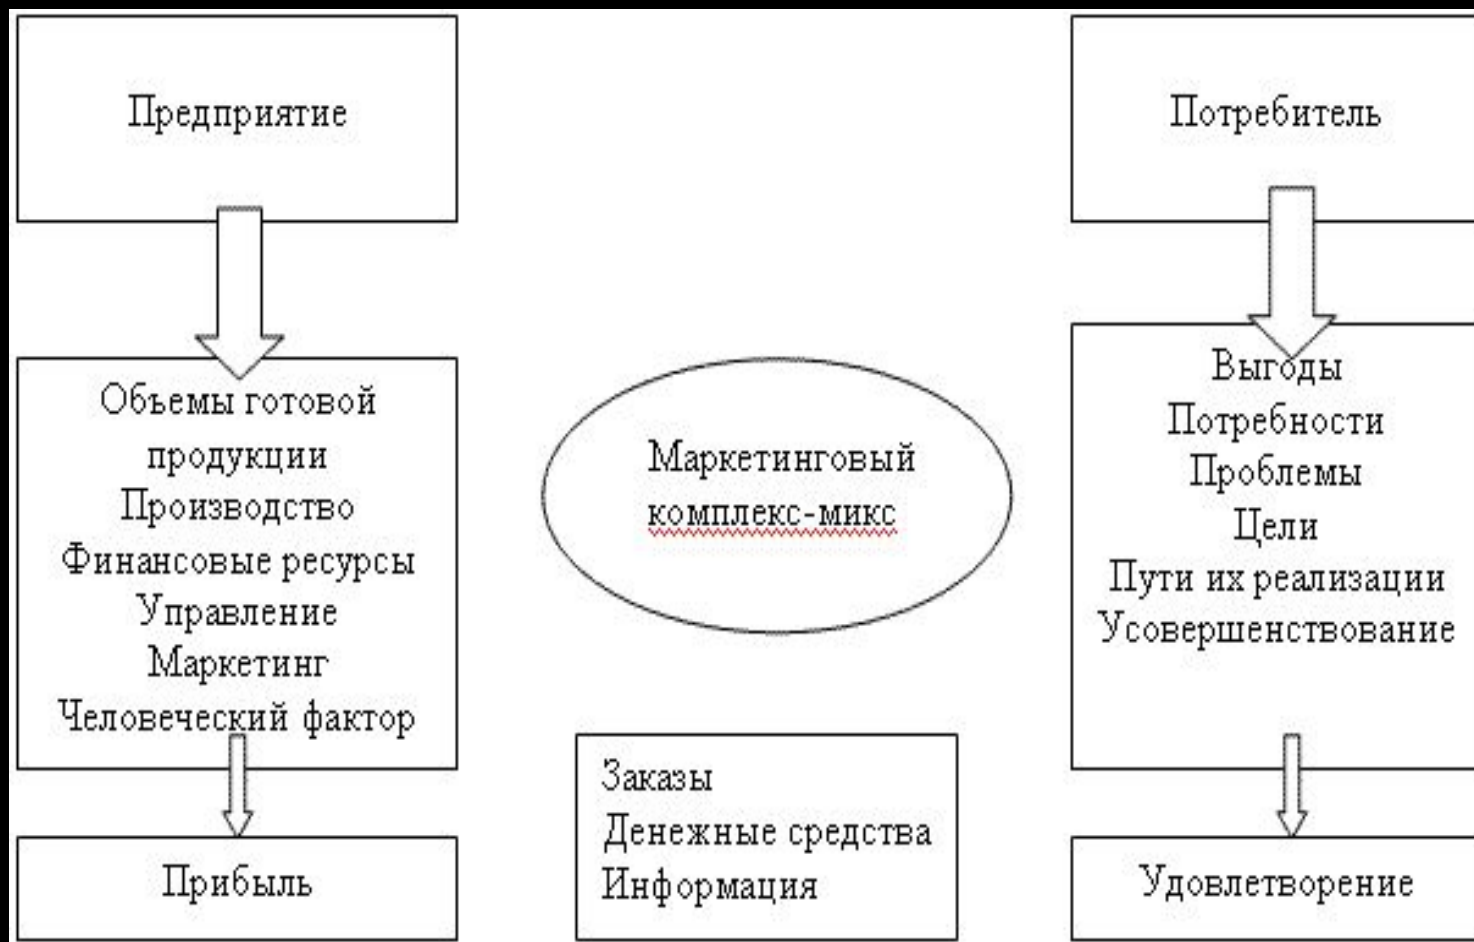 Предприятие
Потребитель
Объемы готовой
продукции
Производство
Финансовые ресурсы
Управление
Маркетинг
Человеческий фактор
Маркетинговый
комплекс-микс
Выгоды
Потребности
Проблемы
Цели
Пути их реализации
Усовершенствование
Заказы
Денежные средства
Информация
Прибыль
Удовлетворение